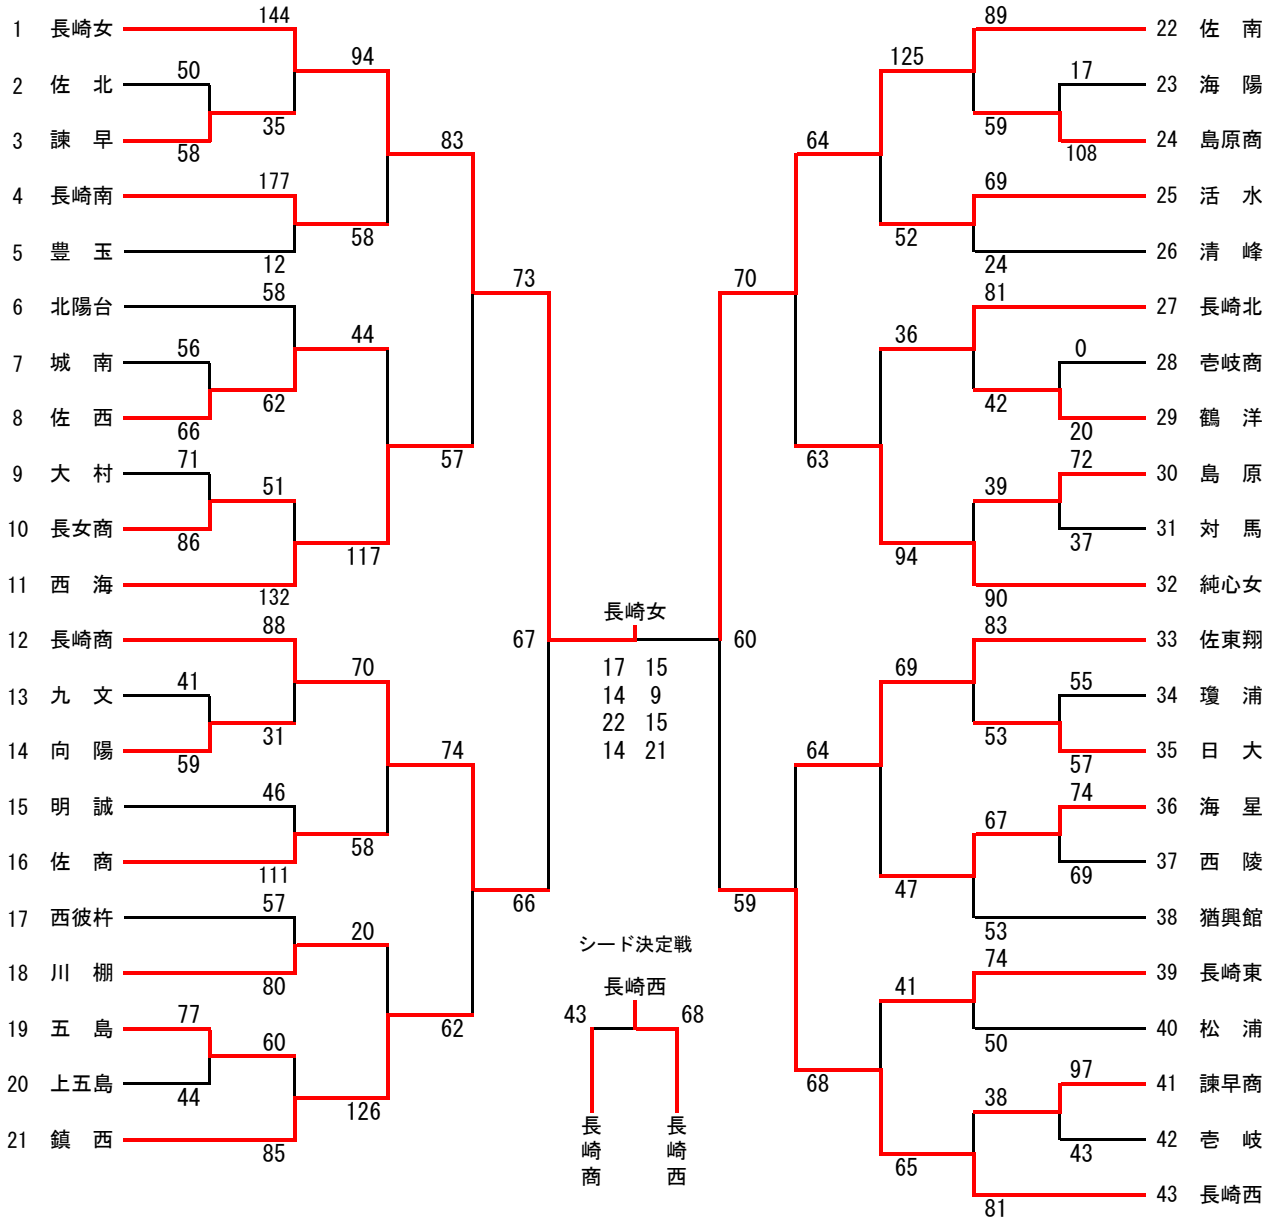 1 長崎女 144
2 佐 北 50
3 諫 早 58
35
94
4 長崎南 177
5 豊 玉 12
58
83
6 北陽台 58
7 城 南 56
8 佐 西 66
62
44
9 大 村 71
10 長女商 86
51
11 西 海 132
117
57
73
12 長崎商 88
13 九 文 41
14 向 陽 59
31
70
15 明 誠 46
16 佐 商 111
58
74
17 西彼杵 57
18 川 棚 80
20
19 五 島 77
20 上五島 44
60
21 鎮 西 85
126
62
66
67
長崎女
60
17 15
14 9
22 15
14 21
シード決定戦
長崎西
43 68
長崎商
長崎西
89 22 佐 南
17 23 海 陽
108 24 島原商
59
125
69 25 活 水
24 26 清 峰
52
64
81 27 長崎北
0 28 壱岐商
20 29 鶴 洋
42
36
72 30 島 原
37 31 対 馬
39
90 32 純心女
94
63
70
83 33 佐東翔
55 34 瓊 浦
57 35 日 大
53
69
74 36 海 星
69 37 西 陵
67
53 38 猶興館
47
64
74 39 長崎東
50 40 松 浦
41
97 41 諫早商
43 42 壱 岐
38
81 43 長崎西
65
68
59